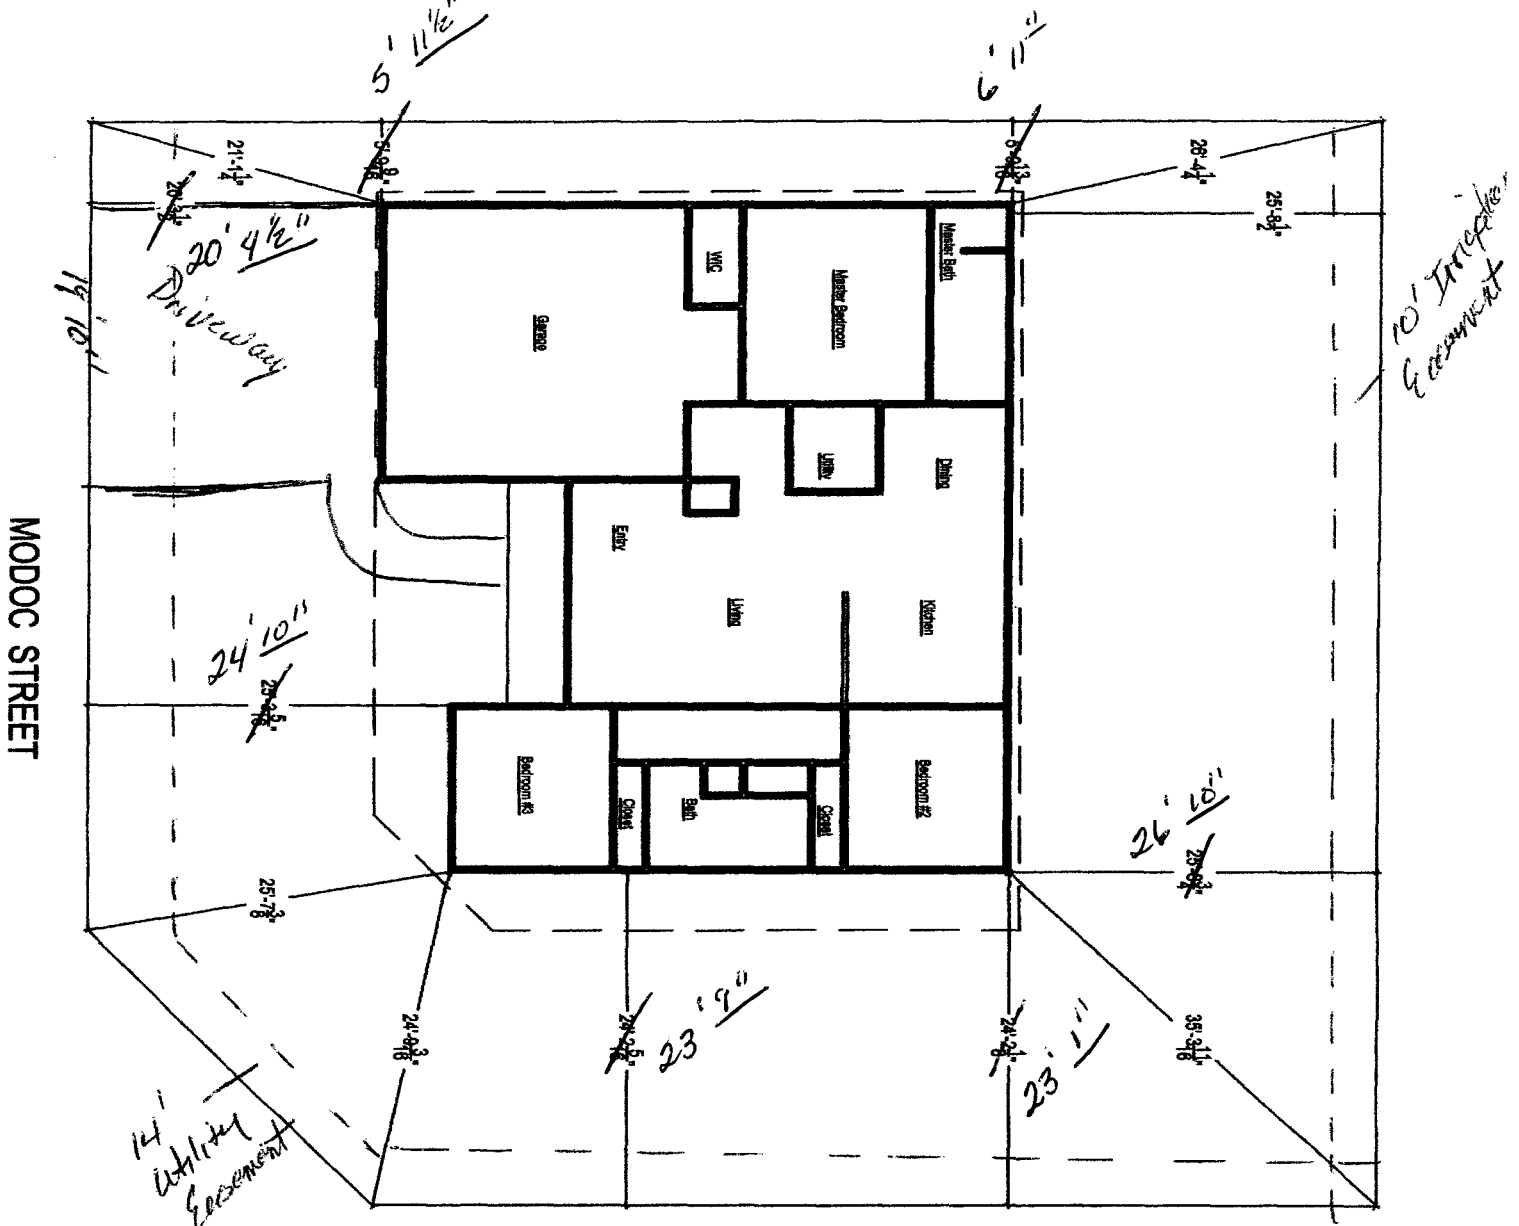 5' 11½"
6' 11"
21'-1¼"
28'-4¼"
25'-8½"
20' 4½"
Driveway
19' 10"
10' Irrigation
Easement
WIC
Master Bath
Master Bedroom
Garage
Utility
Dining
Entry
Living
Kitchen
MODOC STREET
24' 10"
Bedroom #3
Closet
Bath
Closet
Bedroom #2
26' 10"
25'-7⅜"
24'-9 3/16"
23' 9"
23' 1"
35'-3 11/16"
14'
Utility
Easement